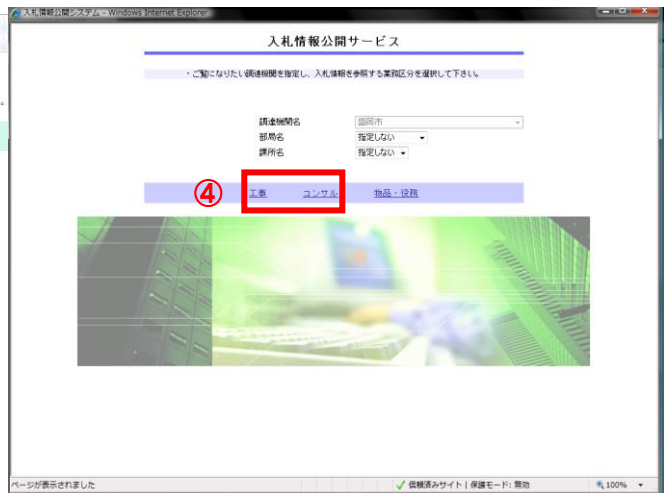 入札情報公開システム - Windows Internet Explorer
入札情報公開サービス
・ご覧になりたい調達機関を指定し、入札情報を参照する業務区分を選択して下さい。
調達機関名 盛岡市
部局名 指定しない
課所名 指定しない
④ 工事 コンサル 物品・役務
ページが表示されました 信頼済みサイト | 保護モード: 無効 100%